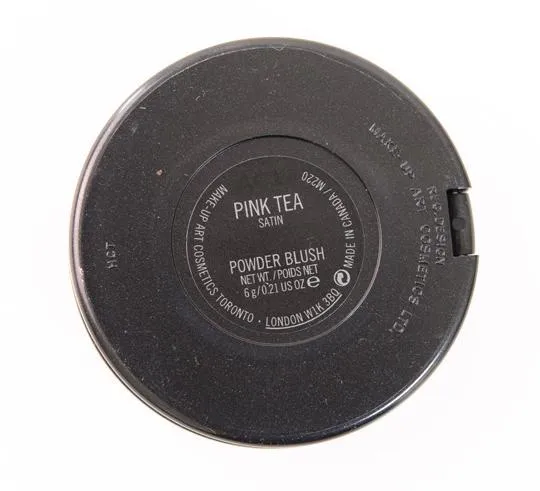 PINK TEA
SATIN
POWDER BLUSH
NET WT. / POIDS NET
6 g / 0.21 US OZ e
MAKE-UP ART COSMETICS TORONTO · LONDON W1K 3BQ
MADE IN CANADA / M220
HCT
MAKE-UP ART COSMETICS LTD.
REG DESIGN